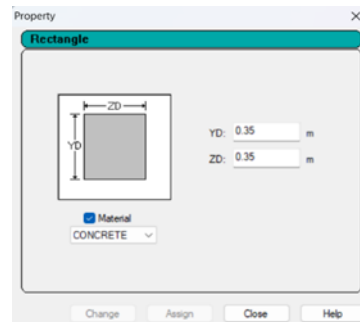 Property
Rectangle
ZD
YD
YD: 0.35 m
ZD: 0.35 m
Material
CONCRETE
Change Assign Close Help